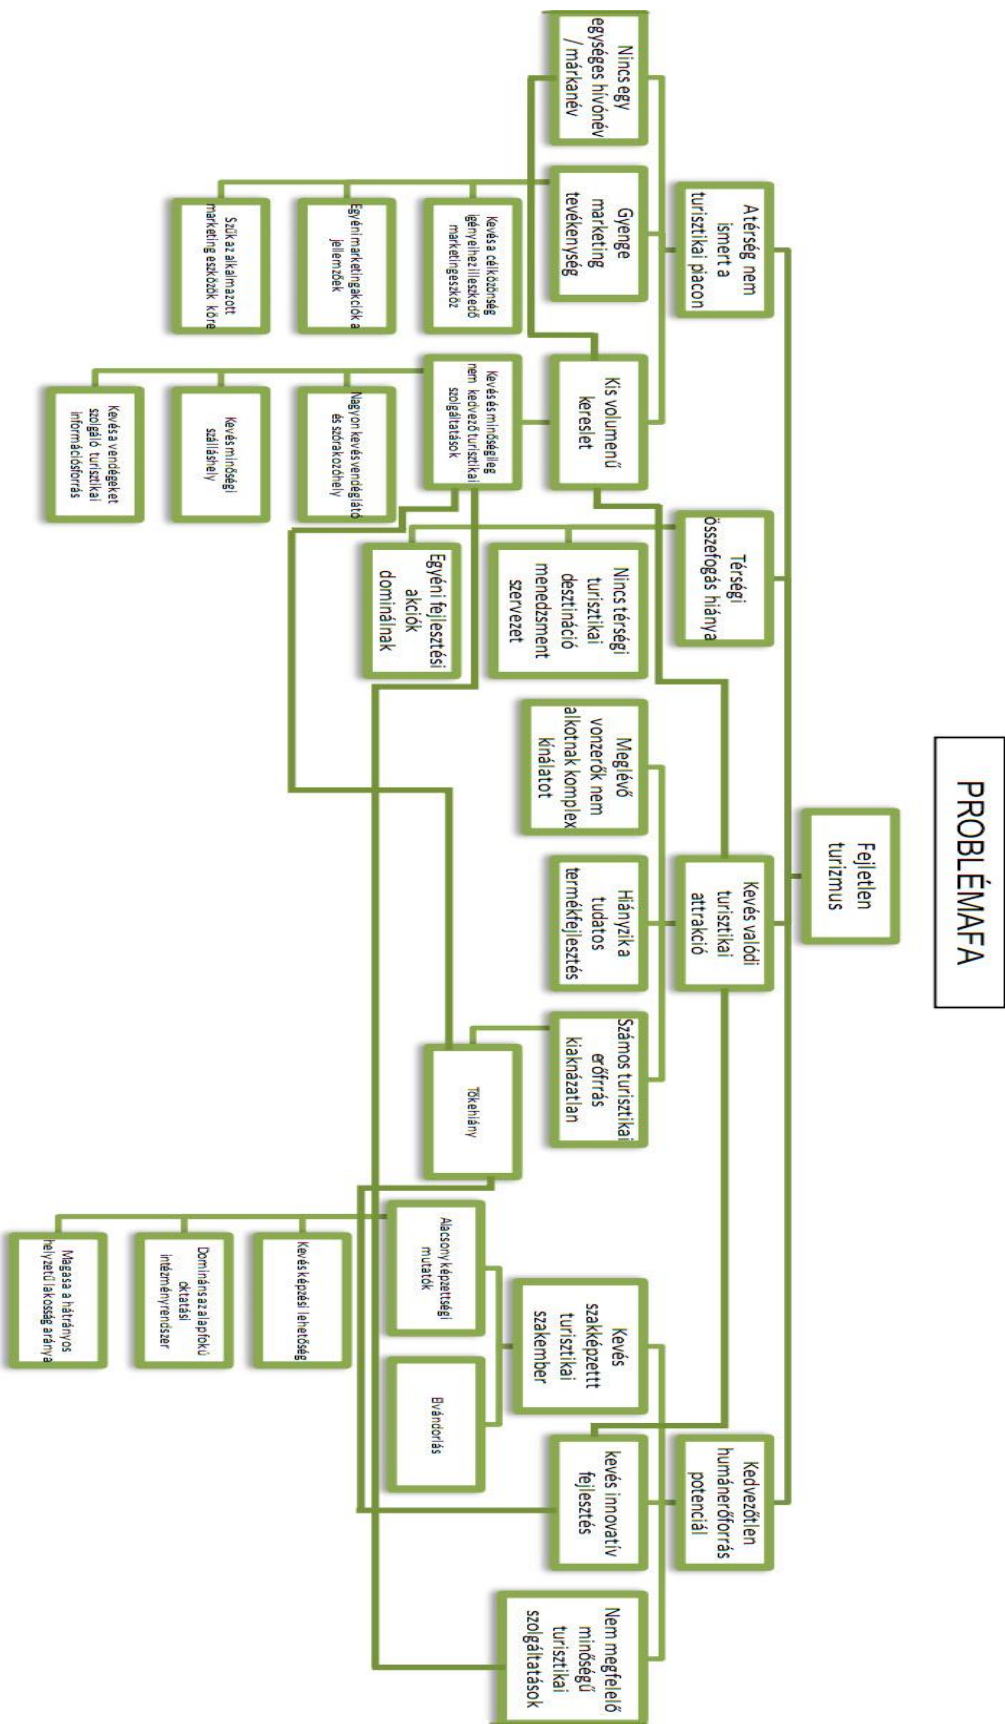 PROBLÉMAFA
Fejletlen
turizmus
A térség nem
ismert a
turisztikai piacon
Térségi
összefogás hiánya
Kevés valódi
turisztikai
attrakció
Kedvezőtlen
humánerőforrás
potenciál
Nincs egy
egységes hívónév
/ márkanév
Gyenge
marketing
tevékenység
Kis volumenű
kereslet
Nincs térségi
turisztikai
desztináció
menedzsment
szervezet
Egyéni fejlesztési
akciók
dominálnak
Meglévő
vonzerők nem
alkotnak komplex
kínálatot
Hiányzik a
tudatos
termékfejlesztés
Számos turisztikai
erőfrrás
kiaknázatlan
Kevés
szakképzettt
turisztikai
szakember
kevés innovatív
fejlesztés
Nem megfelelő
minőségű
turisztikai
szolgáltatások
Kevés a célközönség
igényeihez illeszkedő
marketingeszköz
Egyéni marketingakciók a
jellemzőek
Szűk az alkalmazott
marketing eszközök köre
Kevés és minőségileg
nem kedvező turisztikai
szolgáltatások
Nagyon kevés vendéglátó
és szórakozóhely
Kevés minőségi
szálláshely
Kevés a vendégeket
szolgáló turisztikai
információsforrás
Tőkehiány
Alacsony képzettségi
mutatók
Elvándorlás
Kevés képzési lehetőség
Domináns az alapfokú
oktatási
intézményrendszer
Magas a a hátrányos
helyzetű lakosság aránya